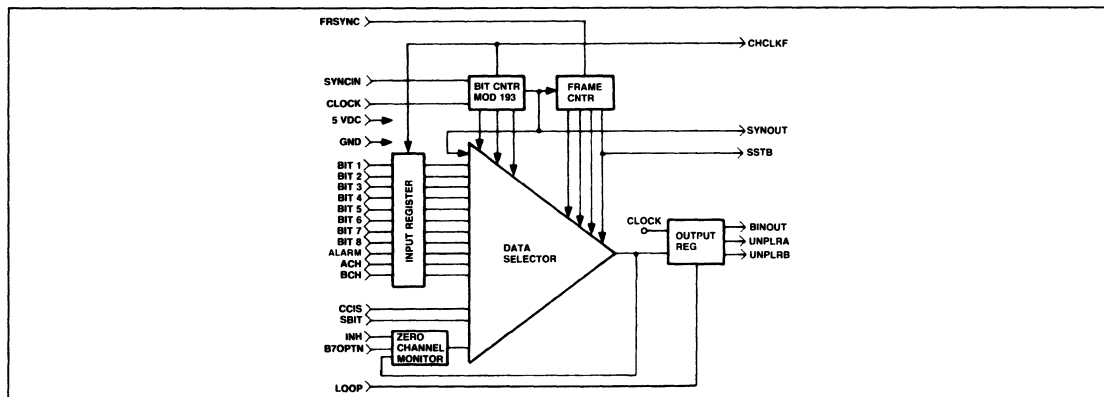 FRSYNC
CHCLKF
SYNCIN
BIT CNTR
MOD 193
FRAME
CNTR
CLOCK
5 VDC
SYNOUT
GND
SSTB
BIT 1
BIT 2
BIT 3
BIT 4
BIT 5
BIT 6
BIT 7
BIT 8
ALARM
ACH
BCH
INPUT REGISTER
DATA
SELECTOR
CLOCK
OUTPUT
REG
BINOUT
UNPLRA
UNPLRB
CCIS
SBIT
INH
B7OPTN
ZERO
CHANNEL
MONITOR
LOOP